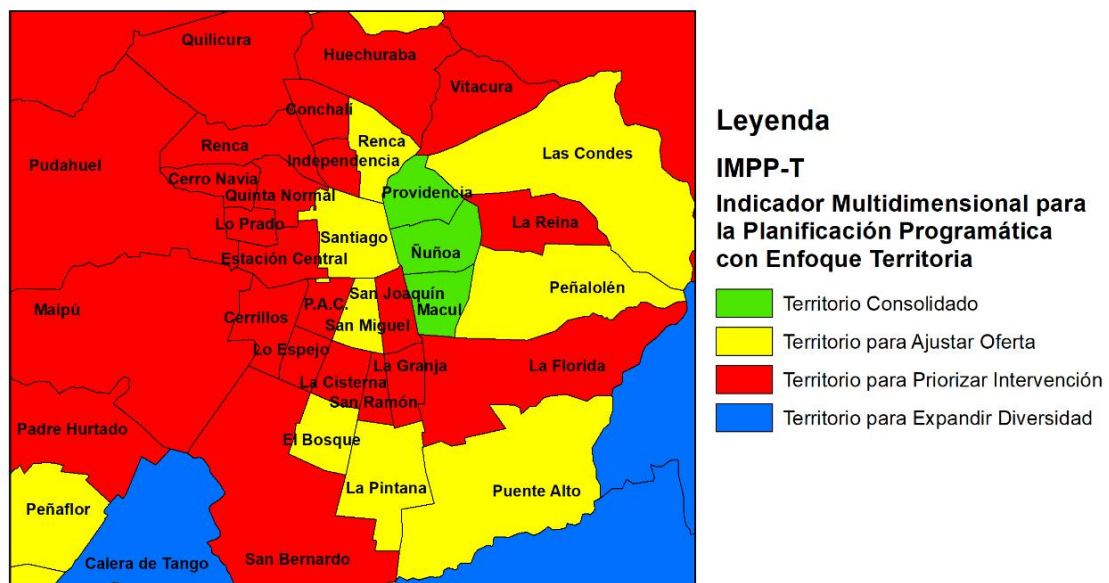 Quilicura
Huechuraba
Vitacura
Conchalí
Renca
Renca
Independencia
Las Condes
Pudahuel
Cerro Navia
Providencia
Quinta Normal
Lo Prado
La Reina
Santiago
Ñuñoa
Estación Central
Peñalolén
San Joaquín
Maipú
P.A.C.
Macul
Cerrillos
San Miguel
Lo Espejo
La Granja
La Florida
La Cisterna
San Ramón
Padre Hurtado
El Bosque
La Pintana
Puente Alto
Peñaflor
San Bernardo
Calera de Tango
Leyenda
IMPP-T
Indicador Multidimensional para
la Planificación Programática
con Enfoque Territoria
Territorio Consolidado
Territorio para Ajustar Oferta
Territorio para Priorizar Intervención
Territorio para Expandir Diversidad